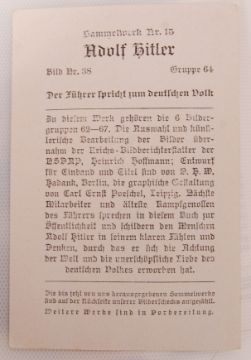 Sammelwerk Nr. 15
Adolf Hitler
Bild Nr. 38 Gruppe 64
Der Führer spricht zum deutschen Volk
Zu diesem Werk gehören die 6 Bilder-
gruppen 62—67. Die Auswahl und künst-
lerische Bearbeitung der Bilder über-
nahm der Reichs-Bildberichterstatter der
NSDAP, Heinrich Hoffmann; Entwurf
für Einband und Titel sind von O. H. W.
Hadank, Berlin, die graphische Gestaltung
von Carl Ernst Poeschel, Leipzig. Nächste
Mitarbeiter und älteste Kampfgenossen
des Führers sprechen in diesem Buch zur
Öffentlichkeit und schildern den Menschen
Adolf Hitler in seinem klaren Fühlen und
Denken, durch das er sich die Achtung
der Welt und die unerschöpfliche Liebe des
deutschen Volkes erworben hat.
Die bis jetzt von uns herausgegebenen Sammelwerke
sind auf der Rückseite unserer Bilderschecks angezählt.
Weitere Werke sind in Vorbereitung.